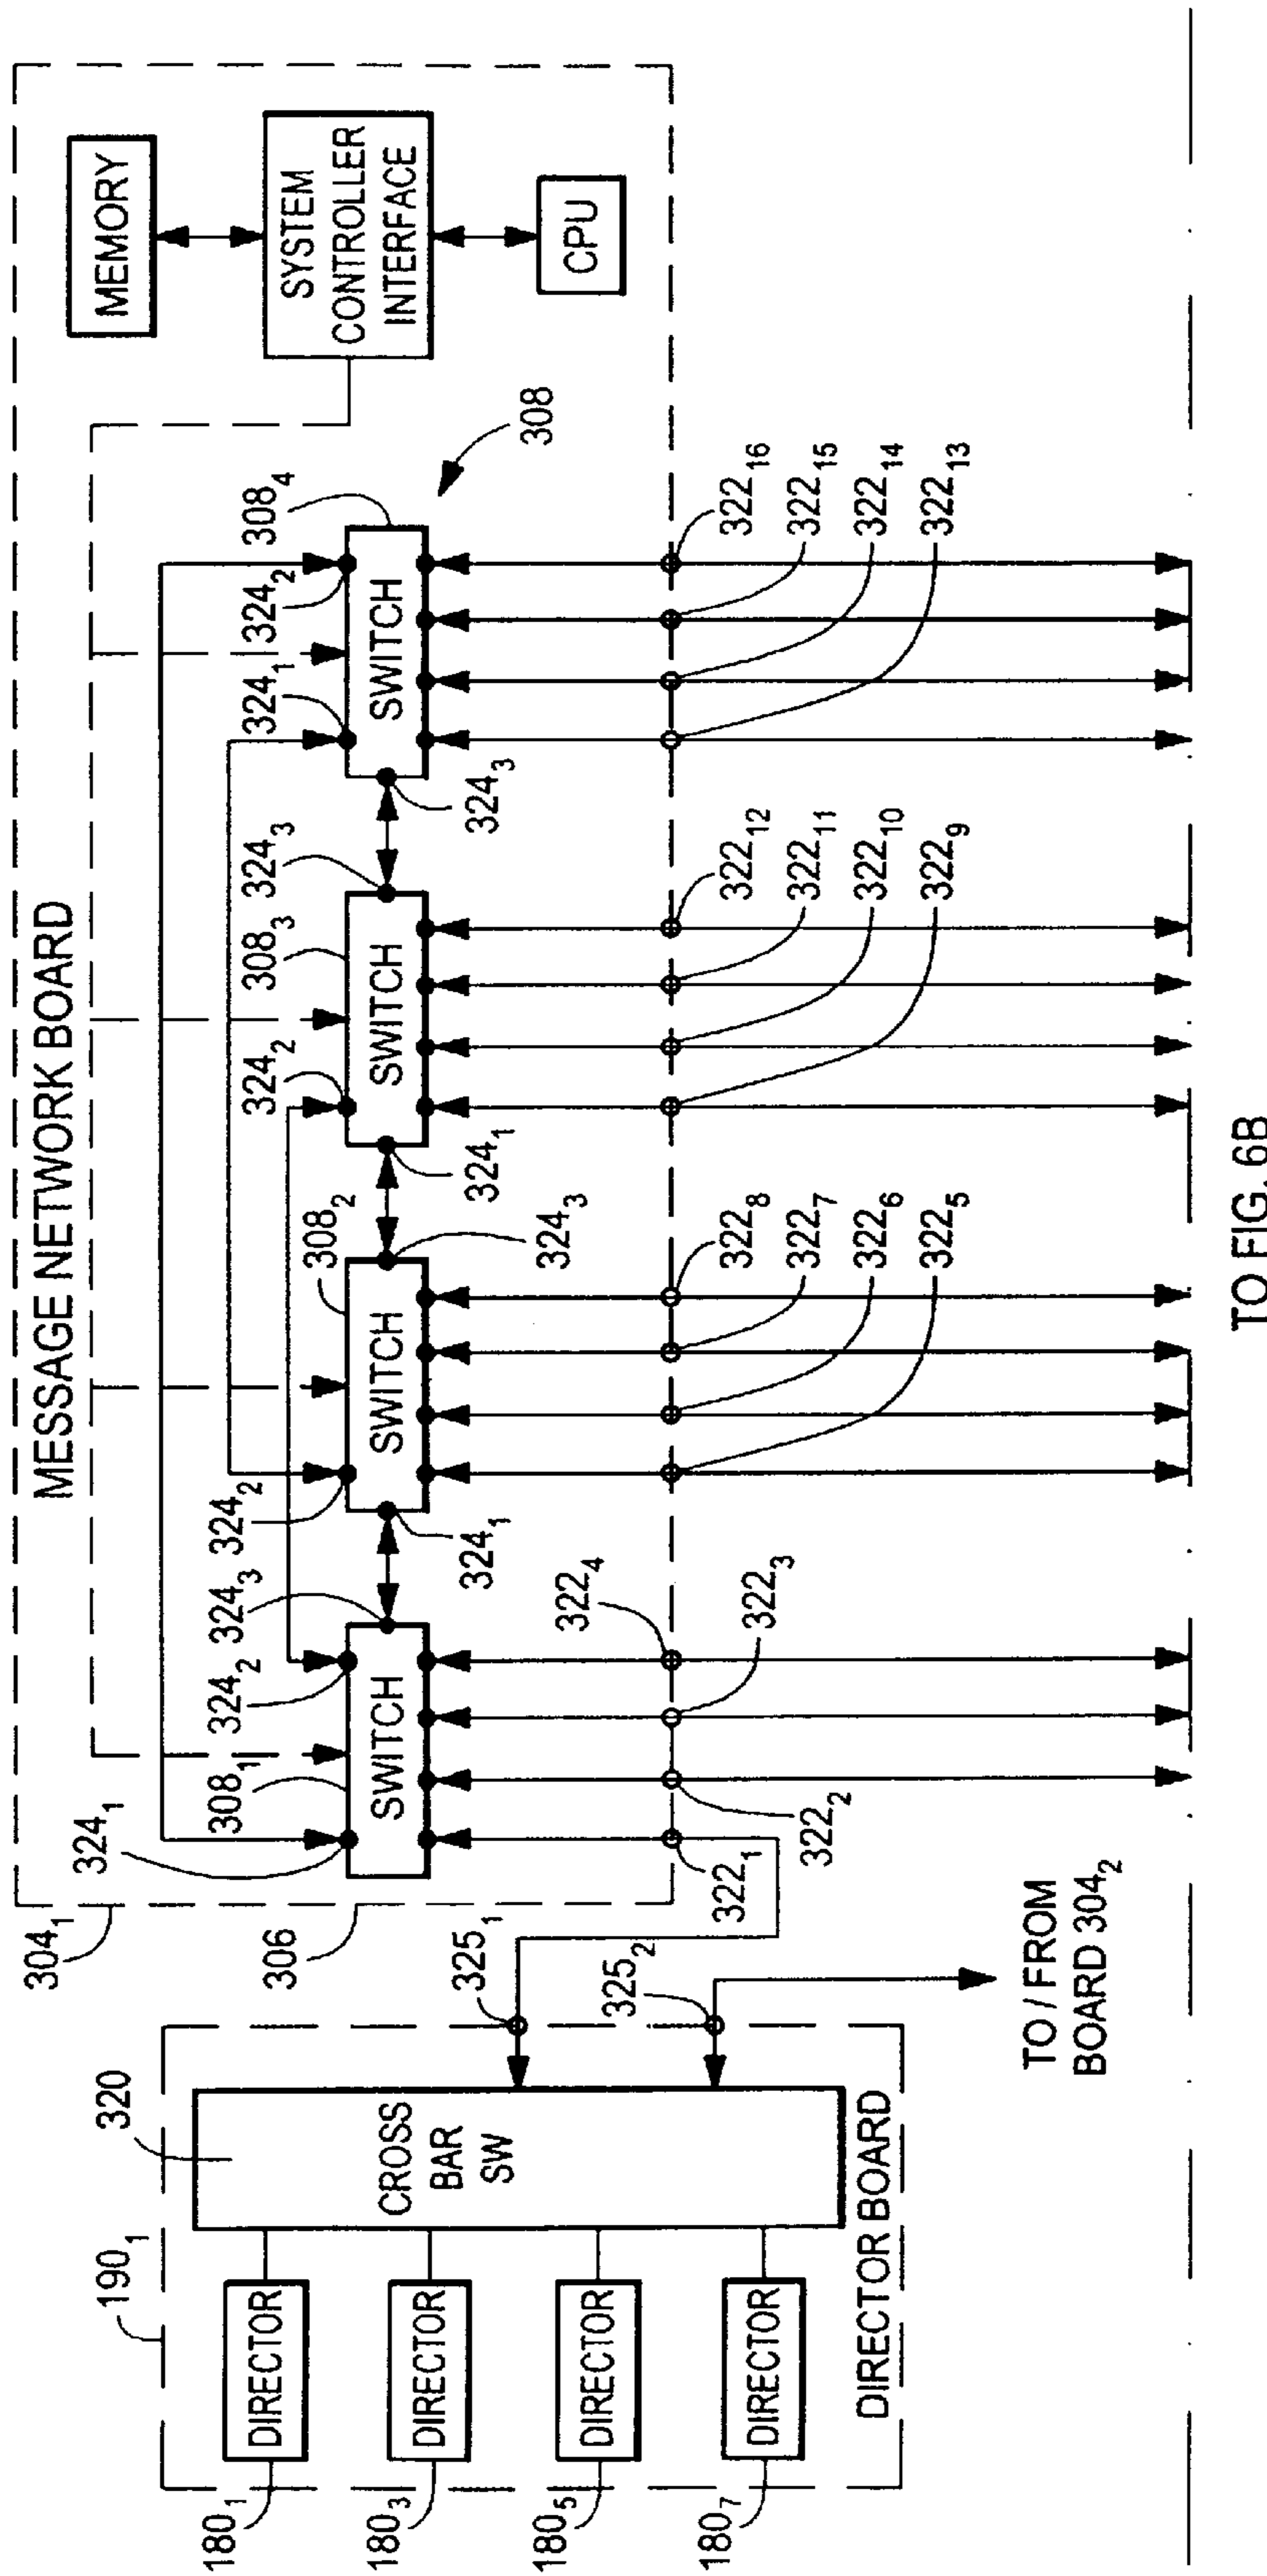 MESSAGE NETWORK BOARD
304₁
306
MEMORY
SYSTEM
CONTROLLER
INTERFACE
CPU
308
324₁
308₁
324₂
324₃
SWITCH
324₂
308₂
324₁
324₃
SWITCH
324₂
308₃
324₁
324₃
SWITCH
324₁
324₂
308₄
324₃
SWITCH
322₁
322₂
322₃
322₄
322₅
322₆
322₇
322₈
322₉
322₁₀
322₁₁
322₁₂
322₁₃
322₁₄
322₁₅
322₁₆
190₁
320
325₁
325₂
CROSS
BAR
SW
DIRECTOR
DIRECTOR
DIRECTOR
DIRECTOR
180₁
180₃
180₅
180₇
DIRECTOR BOARD
TO / FROM
BOARD 304₂
TO FIG. 6B